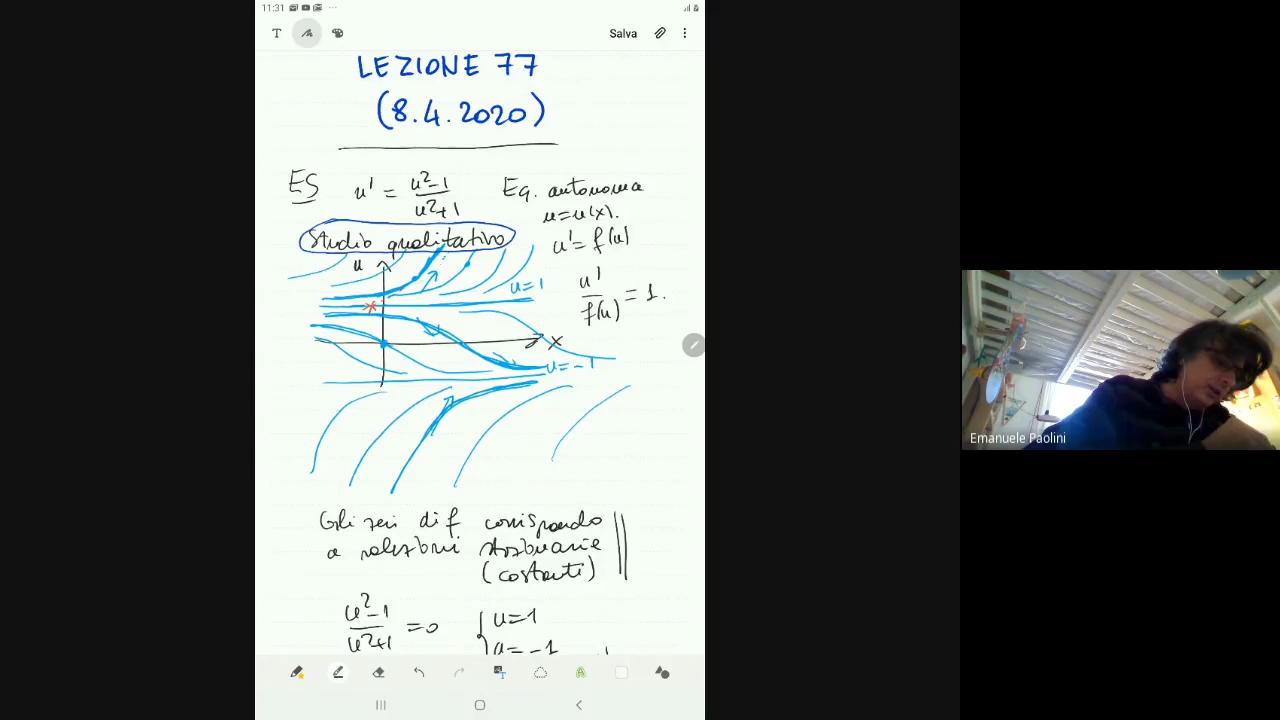 11:31
T
Salva
LEZIONE 77
(8.4.2020)
ES u' = u²-1 / u²+1 Eq. autonoma
u=u(x).
Studio qualitativo
u' = f(u)
u
u=1
u' / f(u) = 1.
x
u=-1
Gli zeri di f corrispondo
a soluzioni stazionarie
(costanti)
u²-1 / u²+1 = 0 { u=1
u=-1
Emanuele Paolini